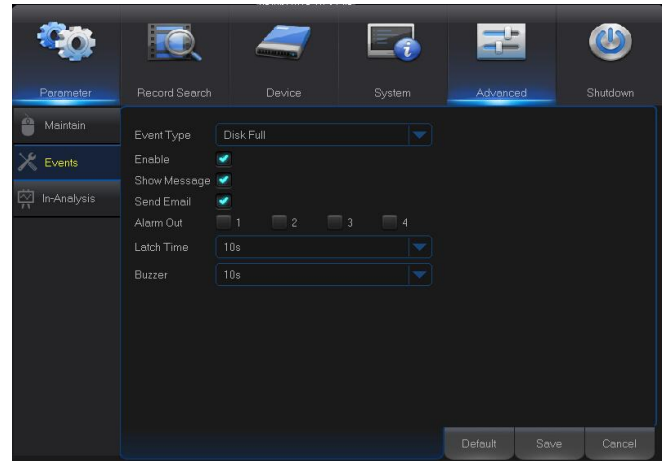 Parameter Record Search Device System Advanced Shutdown
Maintain
Events
In-Analysis
Event Type Disk Full
Enable
Show Message
Send Email
Alarm Out 1 2 3 4
Latch Time 10s
Buzzer 10s
Default Save Cancel